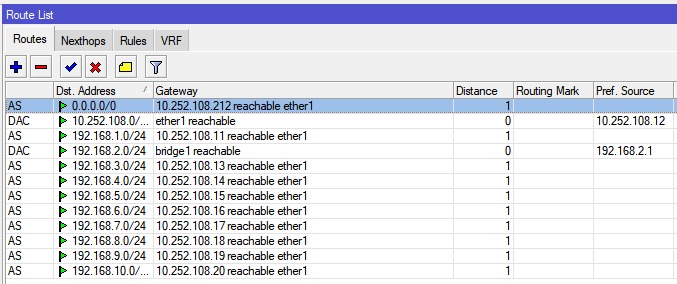 Route List
Routes Nexthops Rules VRF
Dst. Address Gateway Distance Routing Mark Pref. Source
AS 0.0.0.0/0 10.252.108.212 reachable ether1 1
DAC 10.252.108.0/... ether1 reachable 0 10.252.108.12
AS 192.168.1.0/24 10.252.108.11 reachable ether1 1
DAC 192.168.2.0/24 bridge1 reachable 0 192.168.2.1
AS 192.168.3.0/24 10.252.108.13 reachable ether1 1
AS 192.168.4.0/24 10.252.108.14 reachable ether1 1
AS 192.168.5.0/24 10.252.108.15 reachable ether1 1
AS 192.168.6.0/24 10.252.108.16 reachable ether1 1
AS 192.168.7.0/24 10.252.108.17 reachable ether1 1
AS 192.168.8.0/24 10.252.108.18 reachable ether1 1
AS 192.168.9.0/24 10.252.108.19 reachable ether1 1
AS 192.168.10.0/... 10.252.108.20 reachable ether1 1